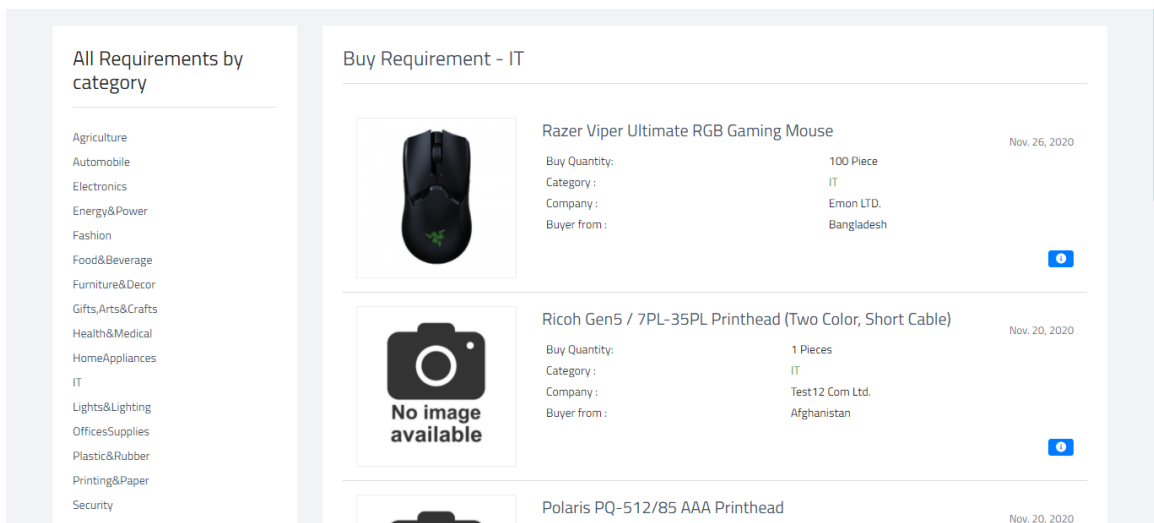 All Requirements by
category
Agriculture
Automobile
Electronics
Energy&Power
Fashion
Food&Beverage
Furniture&Decor
Gifts,Arts&Crafts
Health&Medical
HomeAppliances
IT
Lights&Lighting
OfficesSupplies
Plastic&Rubber
Printing&Paper
Security
Buy Requirement - IT
Razer Viper Ultimate RGB Gaming Mouse
Nov. 26, 2020
Buy Quantity: 100 Piece
Category : IT
Company : Emon LTD.
Buyer from : Bangladesh
Ricoh Gen5 / 7PL-35PL Printhead (Two Color, Short Cable)
Nov. 20, 2020
Buy Quantity: 1 Pieces
Category : IT
Company : Test12 Com Ltd.
Buyer from : Afghanistan
No image
available
Polaris PQ-512/85 AAA Printhead
Nov. 20, 2020